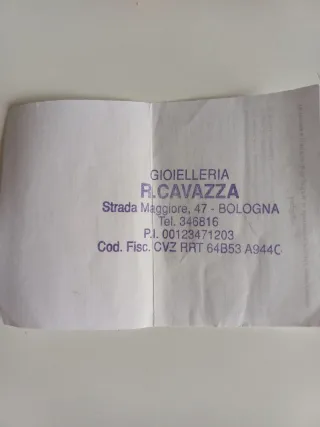 GIOIELLERIA
R.CAVAZZA
Strada Maggiore, 47 - BOLOGNA
Tel. 346816
P.I. 00123471203
Cod. Fisc. CVZ RRT 64B53 A944C